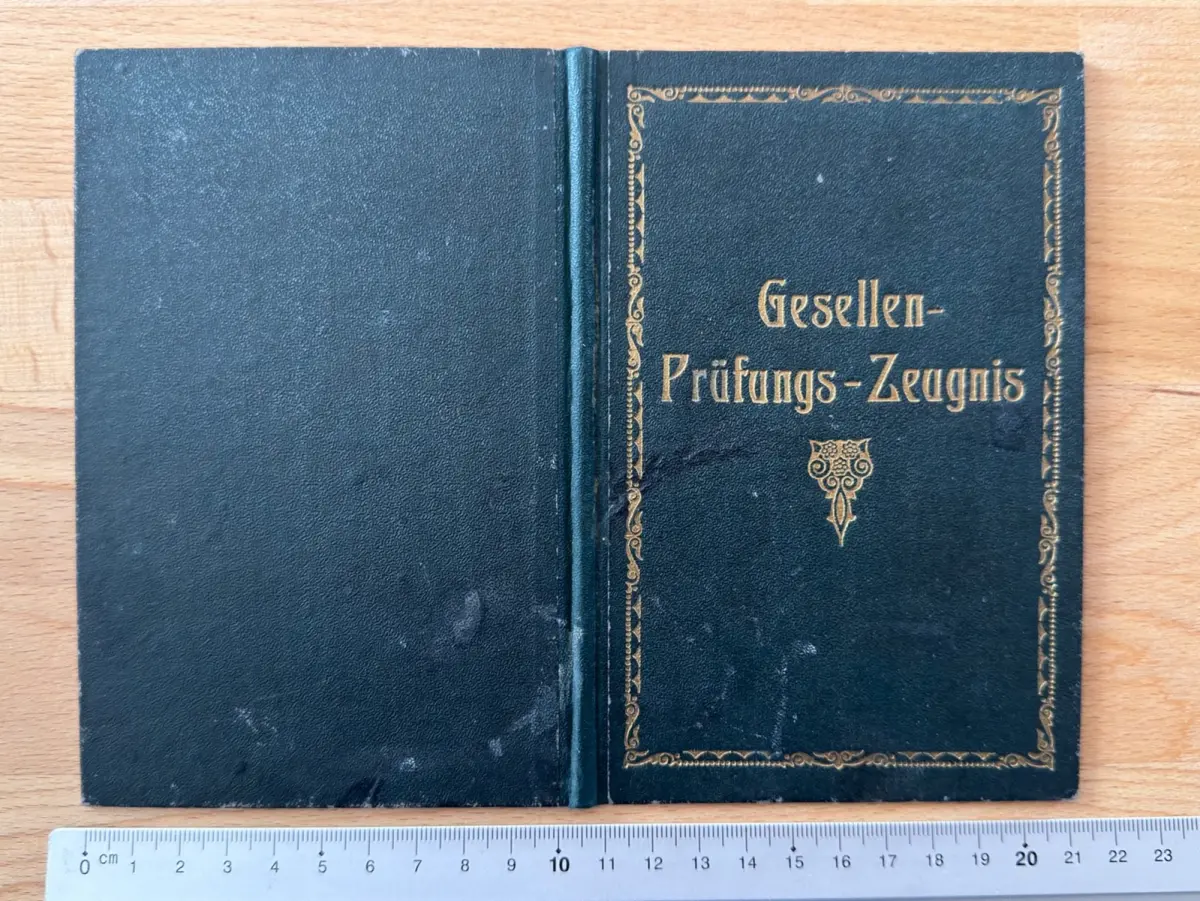 Gesellen-
Prüfungs-Zeugnis
0 cm 1 2 3 4 5 6 7 8 9 10 11 12 13 14 15 16 17 18 19 20 21 22 23